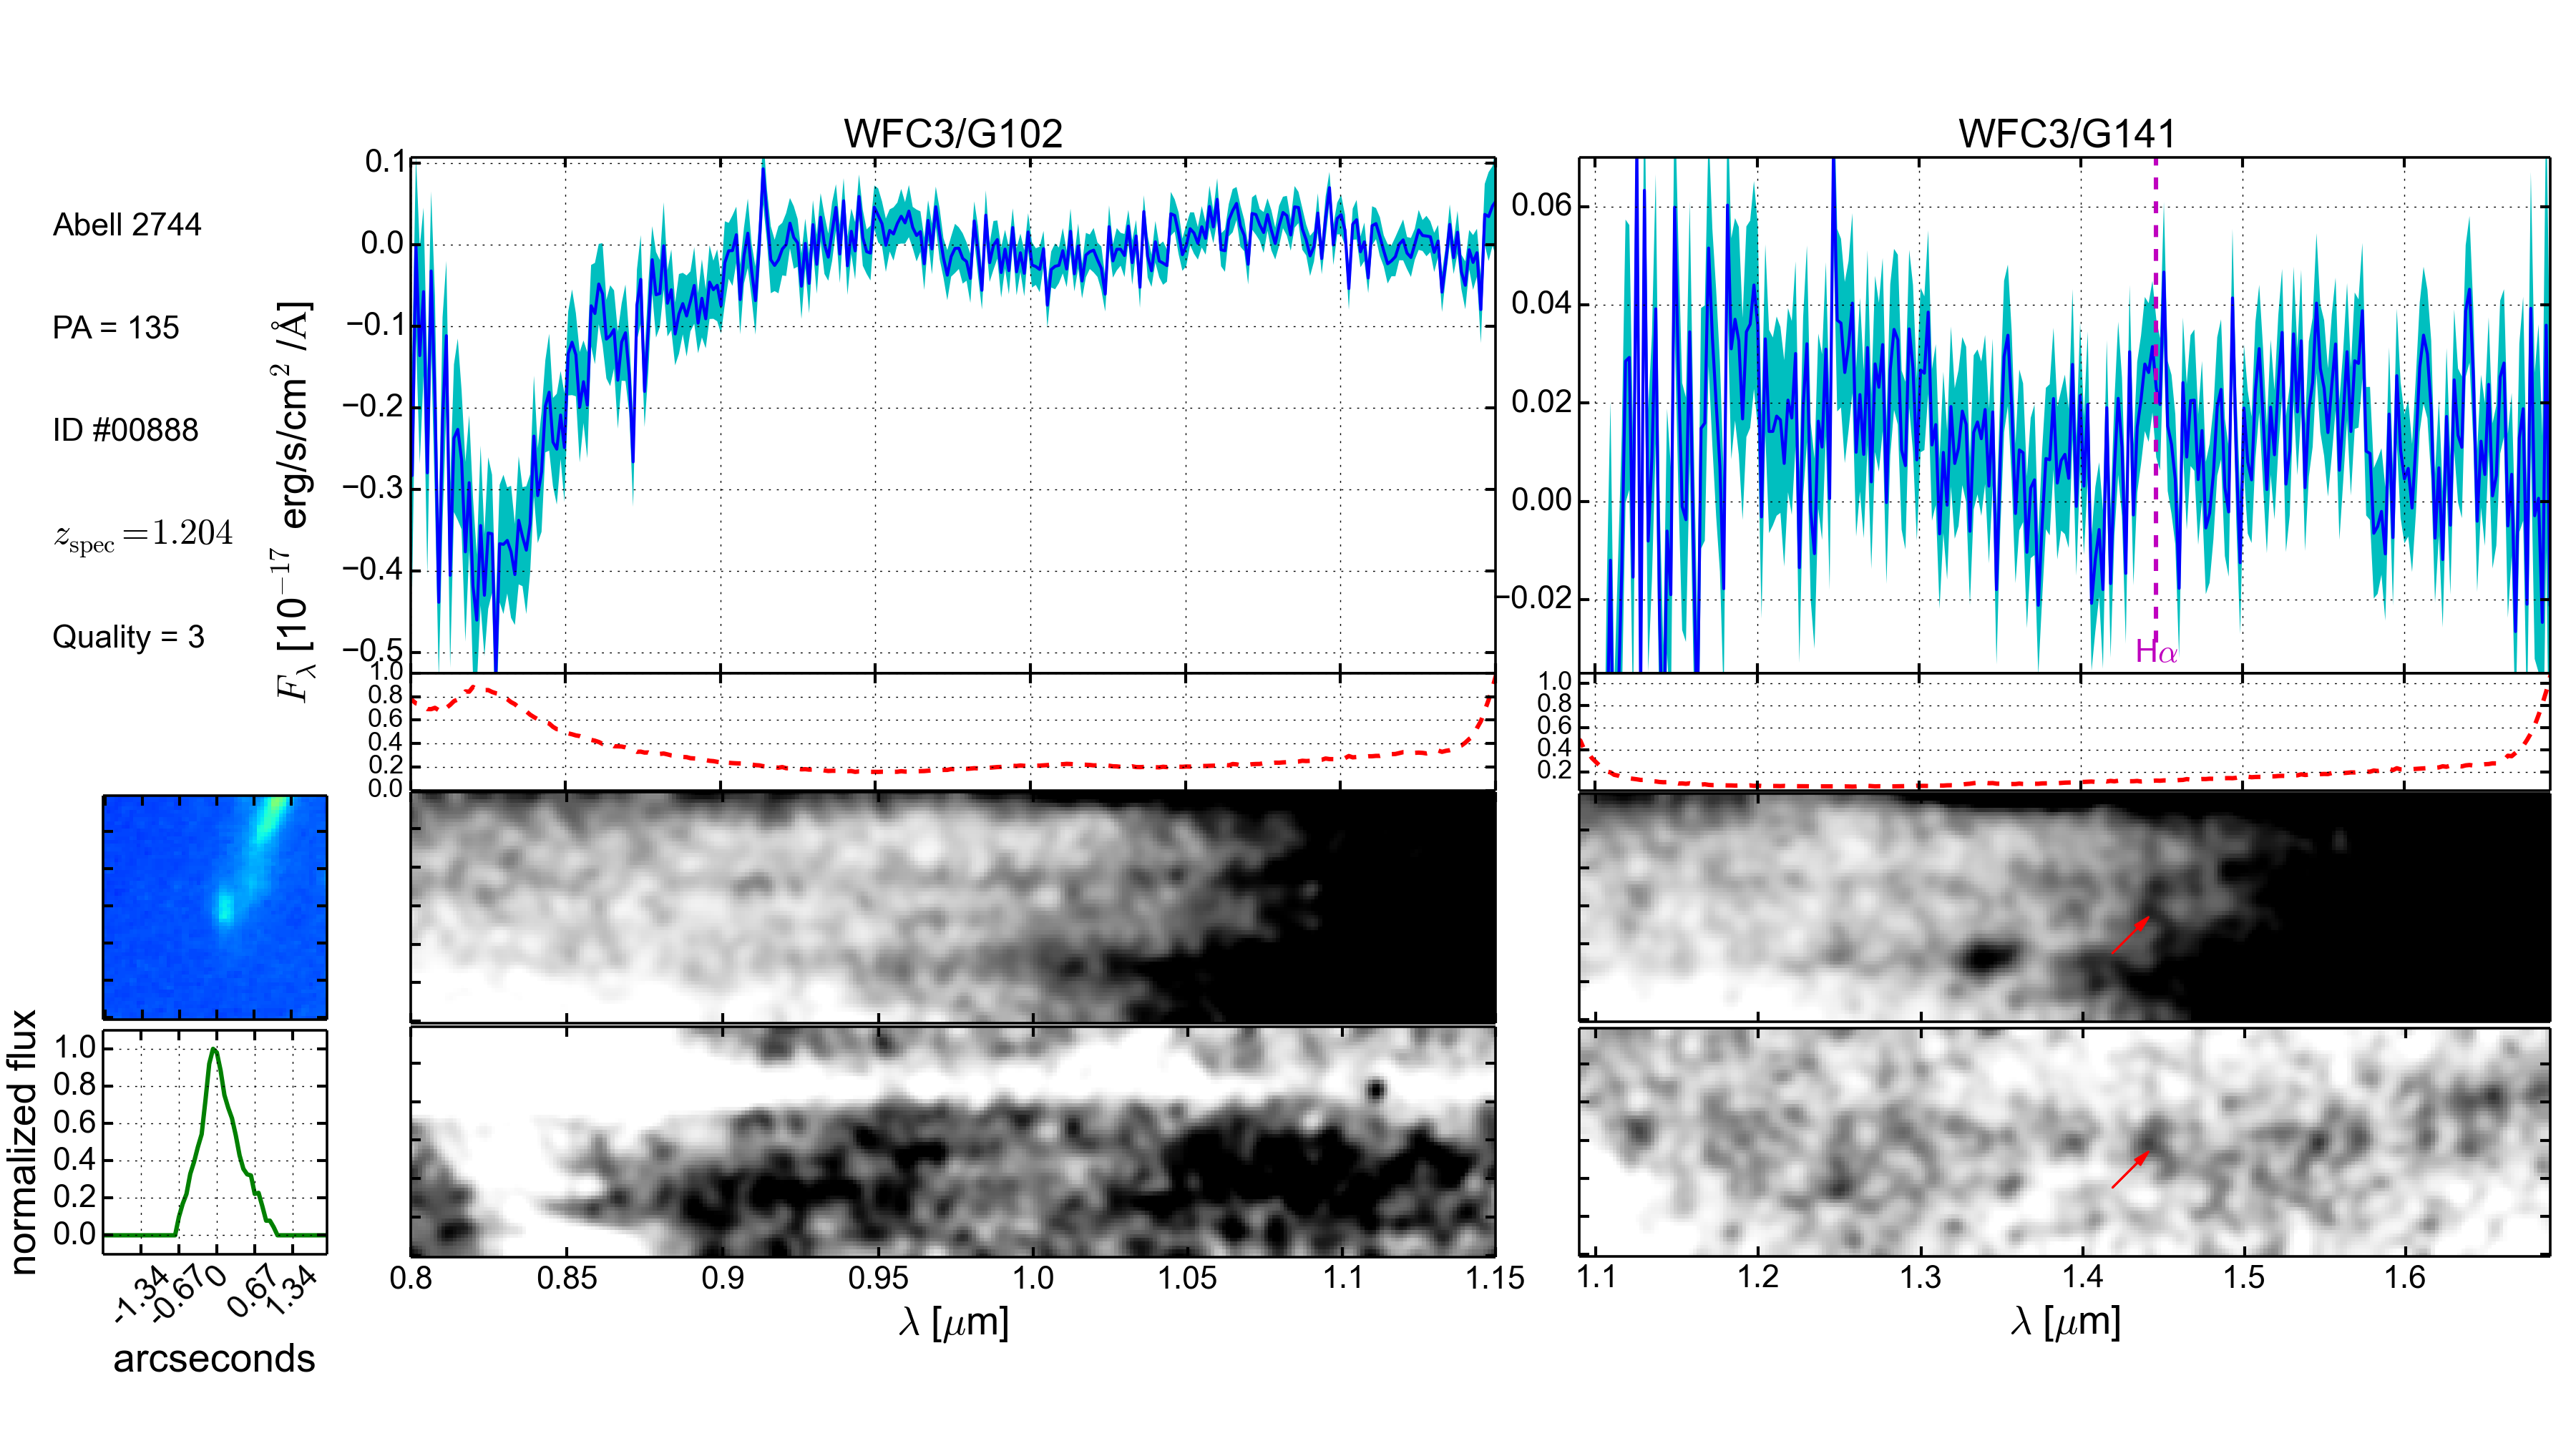 WFC3/G102
WFC3/G141
Abell 2744
PA = 135
ID #00888
z_spec = 1.204
Quality = 3
F_λ [10^−17 erg/s/cm^2 /Å]
0.1
0.0
−0.1
−0.2
−0.3
−0.4
−0.5
1.0
0.8
0.6
0.4
0.2
0.0
0.06
0.04
0.02
0.00
−0.02
Hα
1.0
0.8
0.6
0.4
0.2
normalized flux
1.0
0.8
0.6
0.4
0.2
0.0
-1.34 -0.67 0 0.67 1.34
arcseconds
0.8 0.85 0.9 0.95 1.0 1.05 1.1 1.15
λ [μm]
1.1 1.2 1.3 1.4 1.5 1.6
λ [μm]